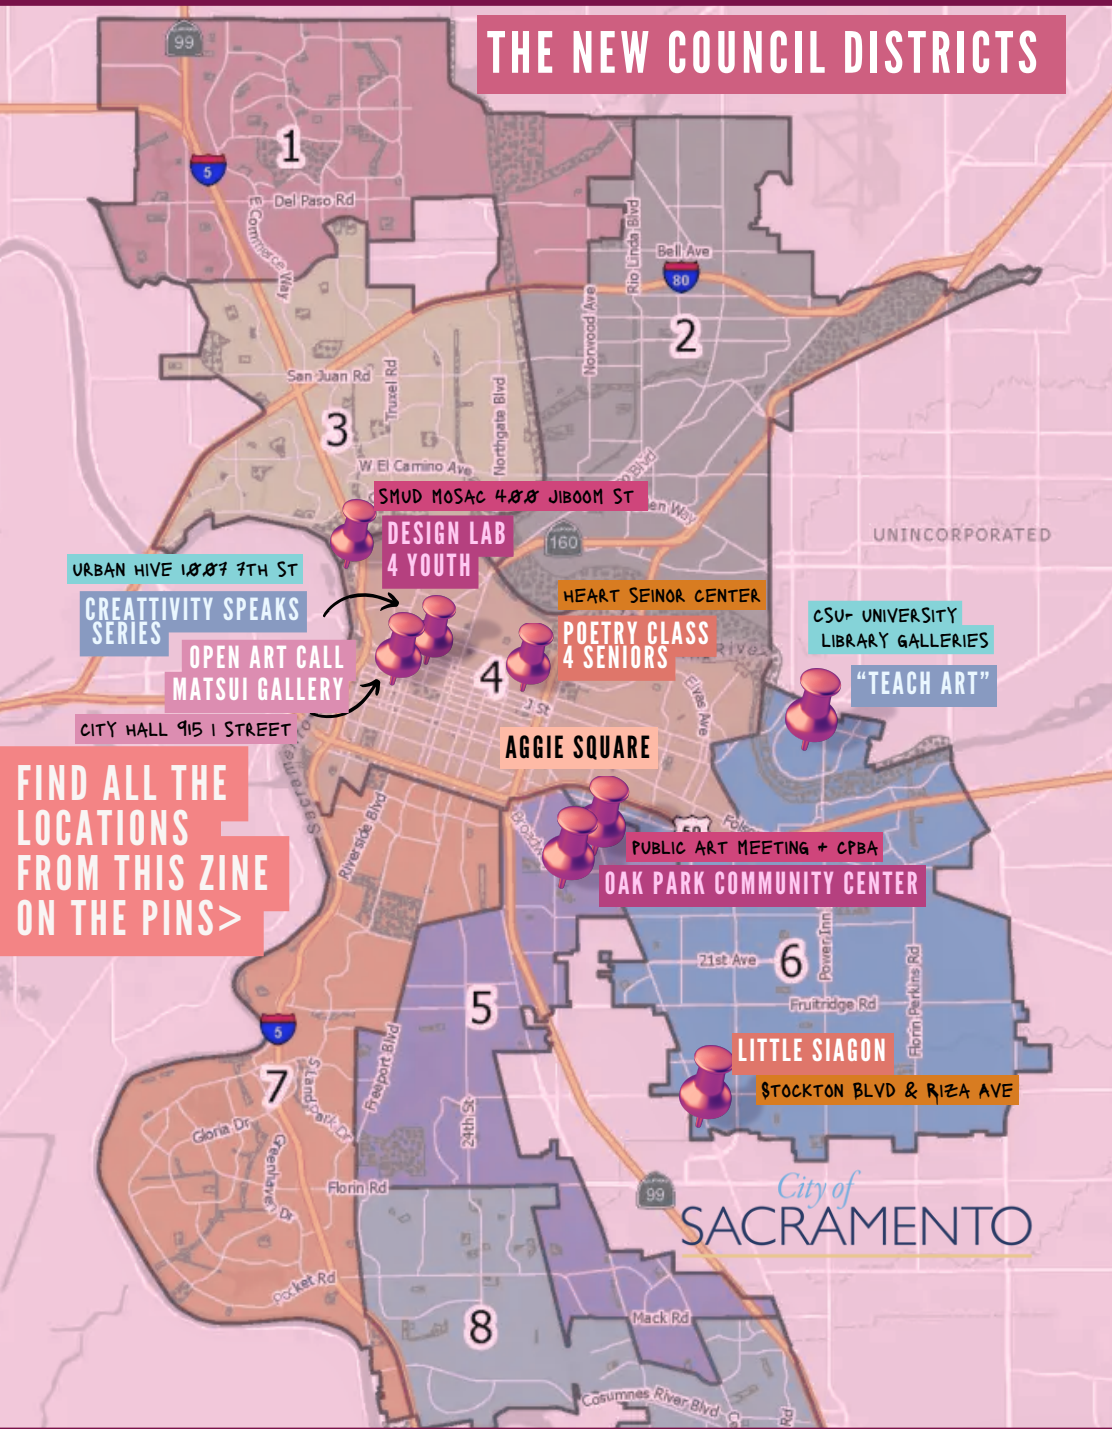 THE NEW COUNCIL DISTRICTS
99
1
5
Del Paso Rd
E Commerce Way
Rio Linda Blvd
Bell Ave
80
Norwood Ave
2
San Juan Rd
Truxel Rd
Northgate Blvd
3
W El Camino Ave
SMUD MOSAC 400 JIBOOM ST
en Way
DESIGN LAB
4 YOUTH
160
UNINCORPORATED
URBAN HIVE 1007 7TH ST
CREATTIVITY SPEAKS
SERIES
HEART SEINOR CENTER
POETRY CLASS
4 SENIORS
CSU- UNIVERSITY
LIBRARY GALLERIES
"TEACH ART"
OPEN ART CALL
MATSUI GALLERY
CITY HALL 915 I STREET
4
J St
Elvas Ave
AGGIE SQUARE
FIND ALL THE
LOCATIONS
FROM THIS ZINE
ON THE PINS>
Riverside Blvd
PUBLIC ART MEETING + CPBA
OAK PARK COMMUNITY CENTER
21st Ave
6
Power Inn
Fruitridge Rd
Florin Perkins Rd
5
5
Freeport Blvd
LITTLE SIAGON
STOCKTON BLVD & RIZA AVE
7
S Land Park Dr
Gloria Dr
Greenhaven Dr
24th St
Florin Rd
99
City of
SACRAMENTO
Pocket Rd
8
Mack Rd
Cosumnes River Blvd
Rd